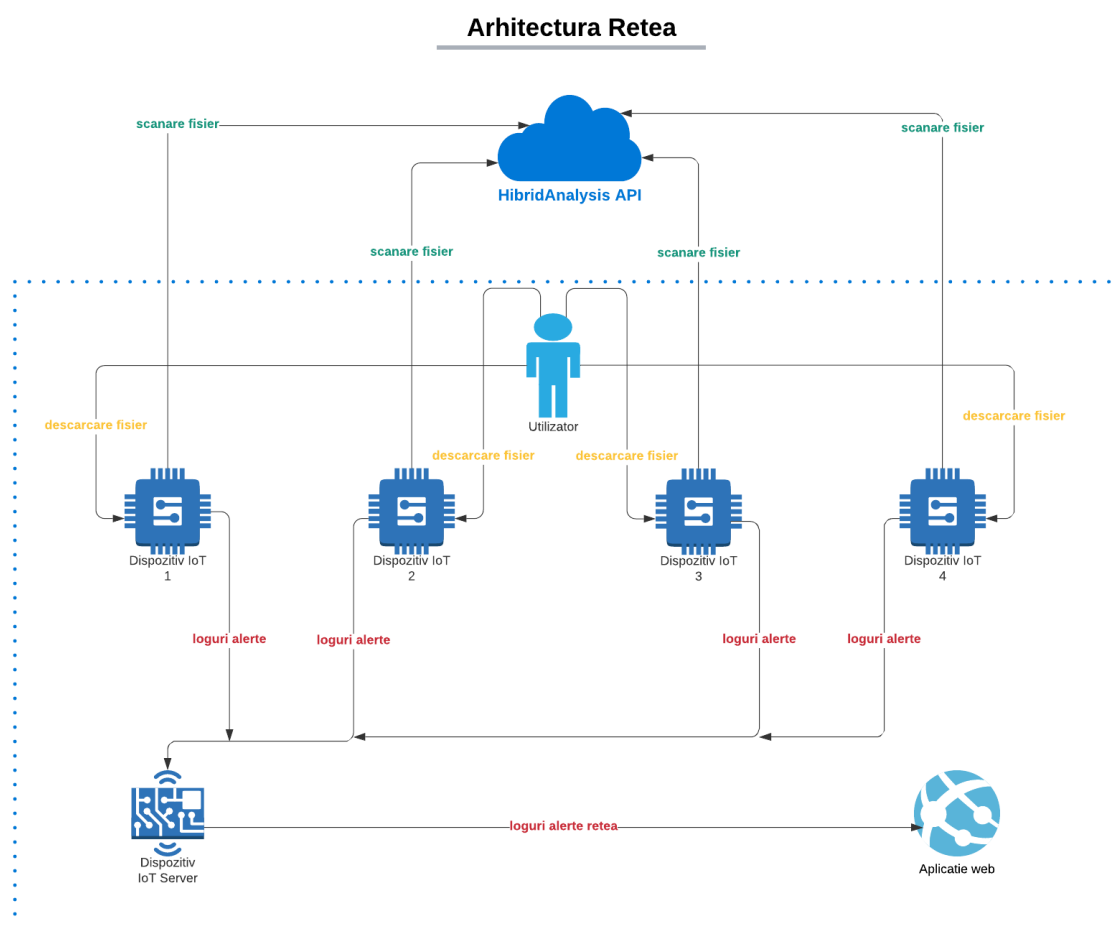 Arhitectura Retea
scanare fisier
scanare fisier
HibridAnalysis API
scanare fisier
scanare fisier
descarcare fisier
descarcare fisier
Utilizator
descarcare fisier
descarcare fisier
Dispozitiv IoT
1
Dispozitiv IoT
2
Dispozitiv IoT
3
Dispozitiv IoT
4
loguri alerte
loguri alerte
loguri alerte
loguri alerte
loguri alerte retea
Dispozitiv
IoT Server
Aplicatie web